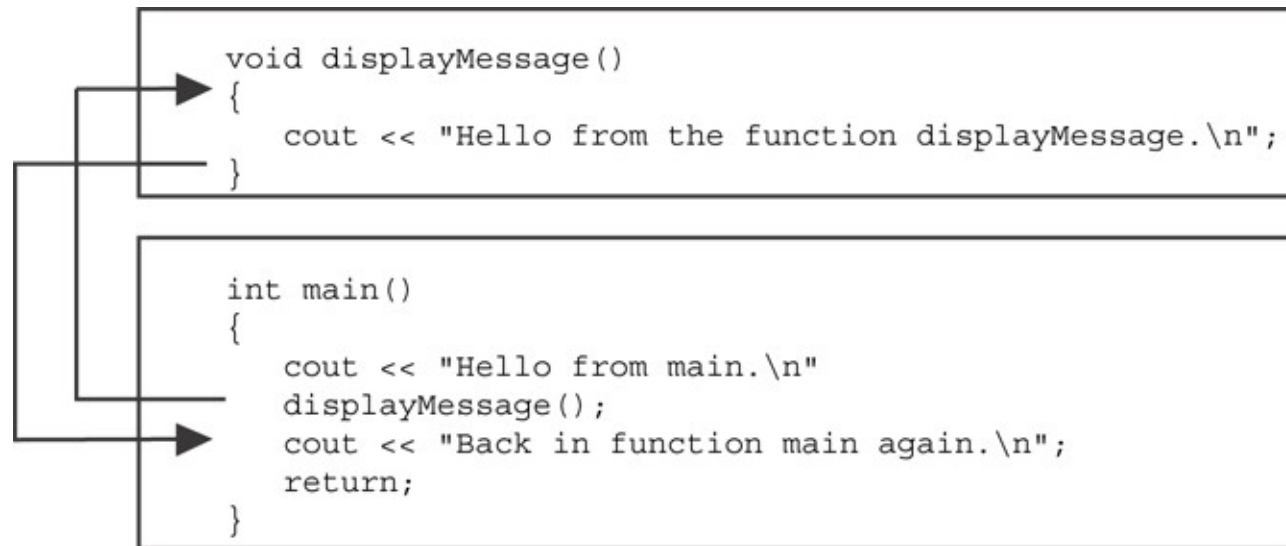 void displayMessage()
{
   cout << "Hello from the function displayMessage.\n";
}
int main()
{
   cout << "Hello from main.\n"
   displayMessage();
   cout << "Back in function main again.\n";
   return;
}